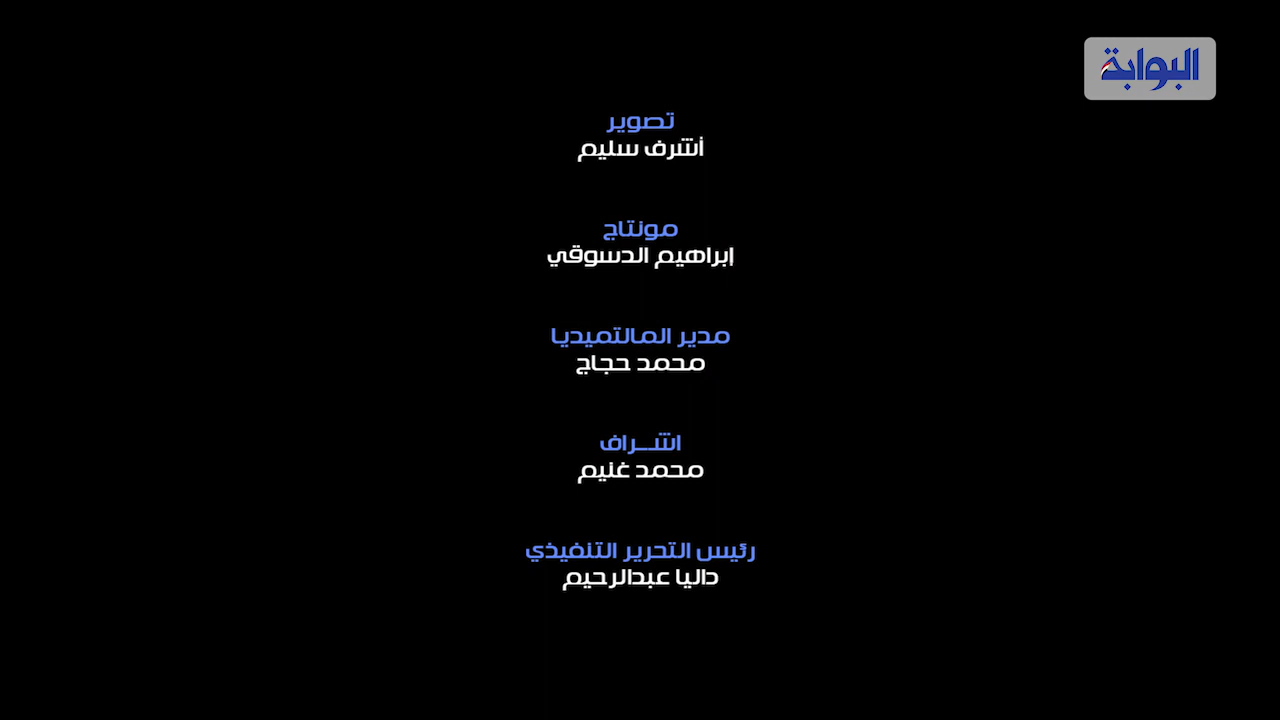 البوابة
تصوير
أشرف سليم
مونتاج
إبراهيم الدسوقي
مدير المالتميديا
محمد حجاج
اشــراف
محمد غنيم
رئيس التحرير التنفيذي
داليا عبدالرحيم